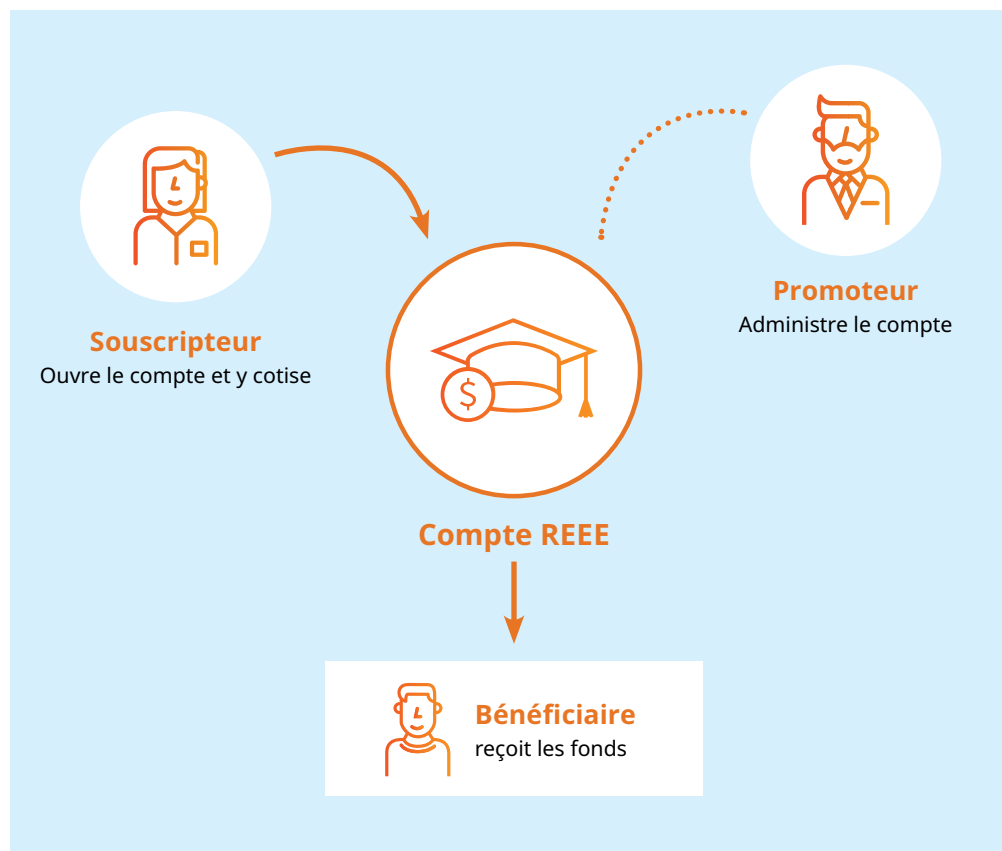 Souscripteur
Ouvre le compte et y cotise
Promoteur
Administre le compte
$
Compte REEE
Bénéficiaire
reçoit les fonds